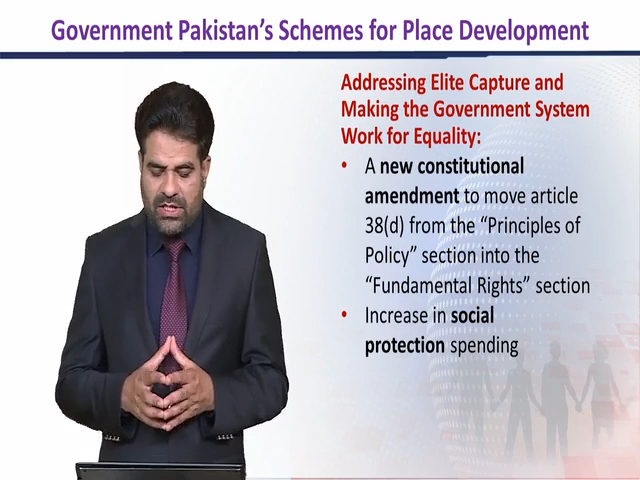 Government Pakistan's Schemes for Place Development
Addressing Elite Capture and
Making the Government System
Work for Equality:
• A new constitutional
amendment to move article
38(d) from the “Principles of
Policy” section into the
“Fundamental Rights” section
• Increase in social
protection spending